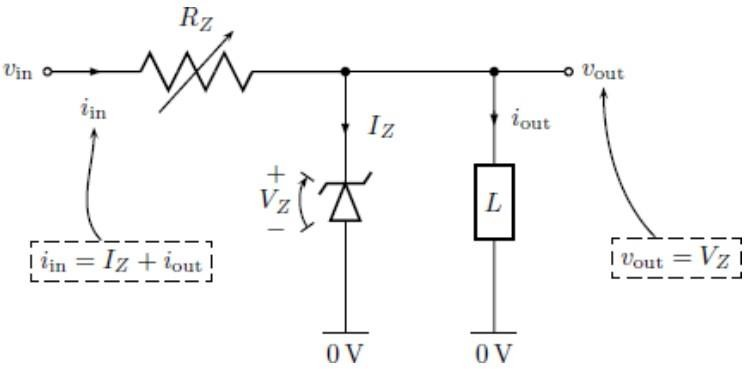 R_Z
v_in
v_out
i_in
I_Z
i_out
+
V_Z
−
L
i_in = I_Z + i_out
v_out = V_Z
0 V
0 V